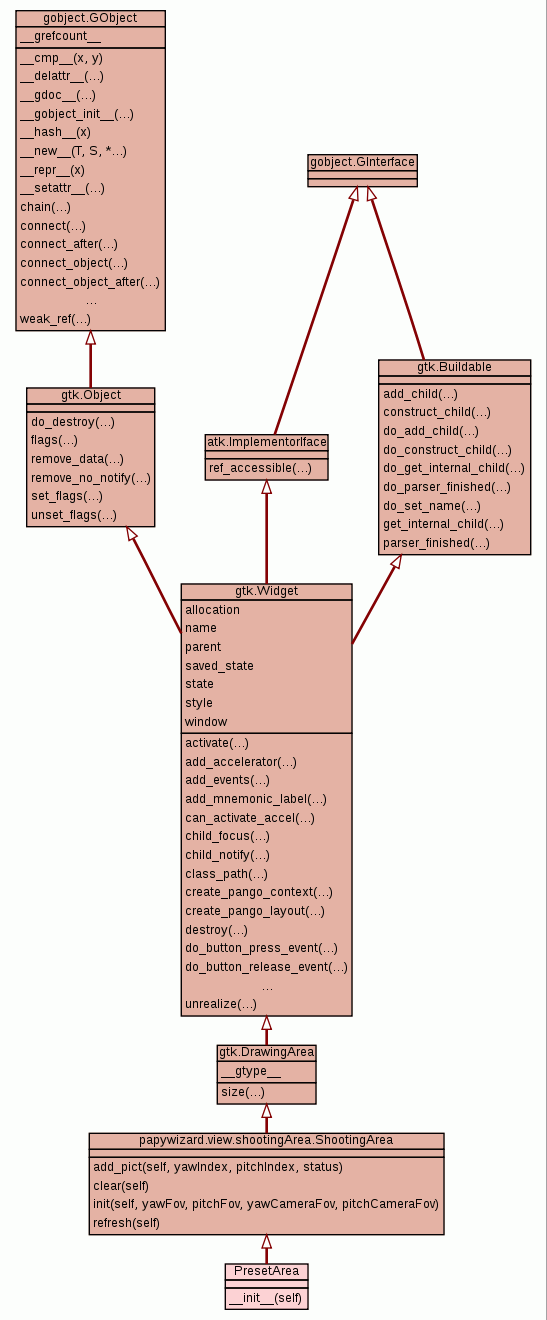 gobject.GObject
__grefcount__
__cmp__(x, y)
__delattr__(...)
__gdoc__(...)
__gobject_init__(...)
__hash__(x)
__new__(T, S, *...)
__repr__(x)
__setattr__(...)
chain(...)
connect(...)
connect_after(...)
connect_object(...)
connect_object_after(...)
...
weak_ref(...)
gobject.GInterface
gtk.Object
do_destroy(...)
flags(...)
remove_data(...)
remove_no_notify(...)
set_flags(...)
unset_flags(...)
atk.ImplementorIface
ref_accessible(...)
gtk.Buildable
add_child(...)
construct_child(...)
do_add_child(...)
do_construct_child(...)
do_get_internal_child(...)
do_parser_finished(...)
do_set_name(...)
get_internal_child(...)
parser_finished(...)
gtk.Widget
allocation
name
parent
saved_state
state
style
window
activate(...)
add_accelerator(...)
add_events(...)
add_mnemonic_label(...)
can_activate_accel(...)
child_focus(...)
child_notify(...)
class_path(...)
create_pango_context(...)
create_pango_layout(...)
destroy(...)
do_button_press_event(...)
do_button_release_event(...)
...
unrealize(...)
gtk.DrawingArea
__gtype__
size(...)
papywizard.view.shootingArea.ShootingArea
add_pict(self, yawIndex, pitchIndex, status)
clear(self)
init(self, yawFov, pitchFov, yawCameraFov, pitchCameraFov)
refresh(self)
PresetArea
__init__(self)